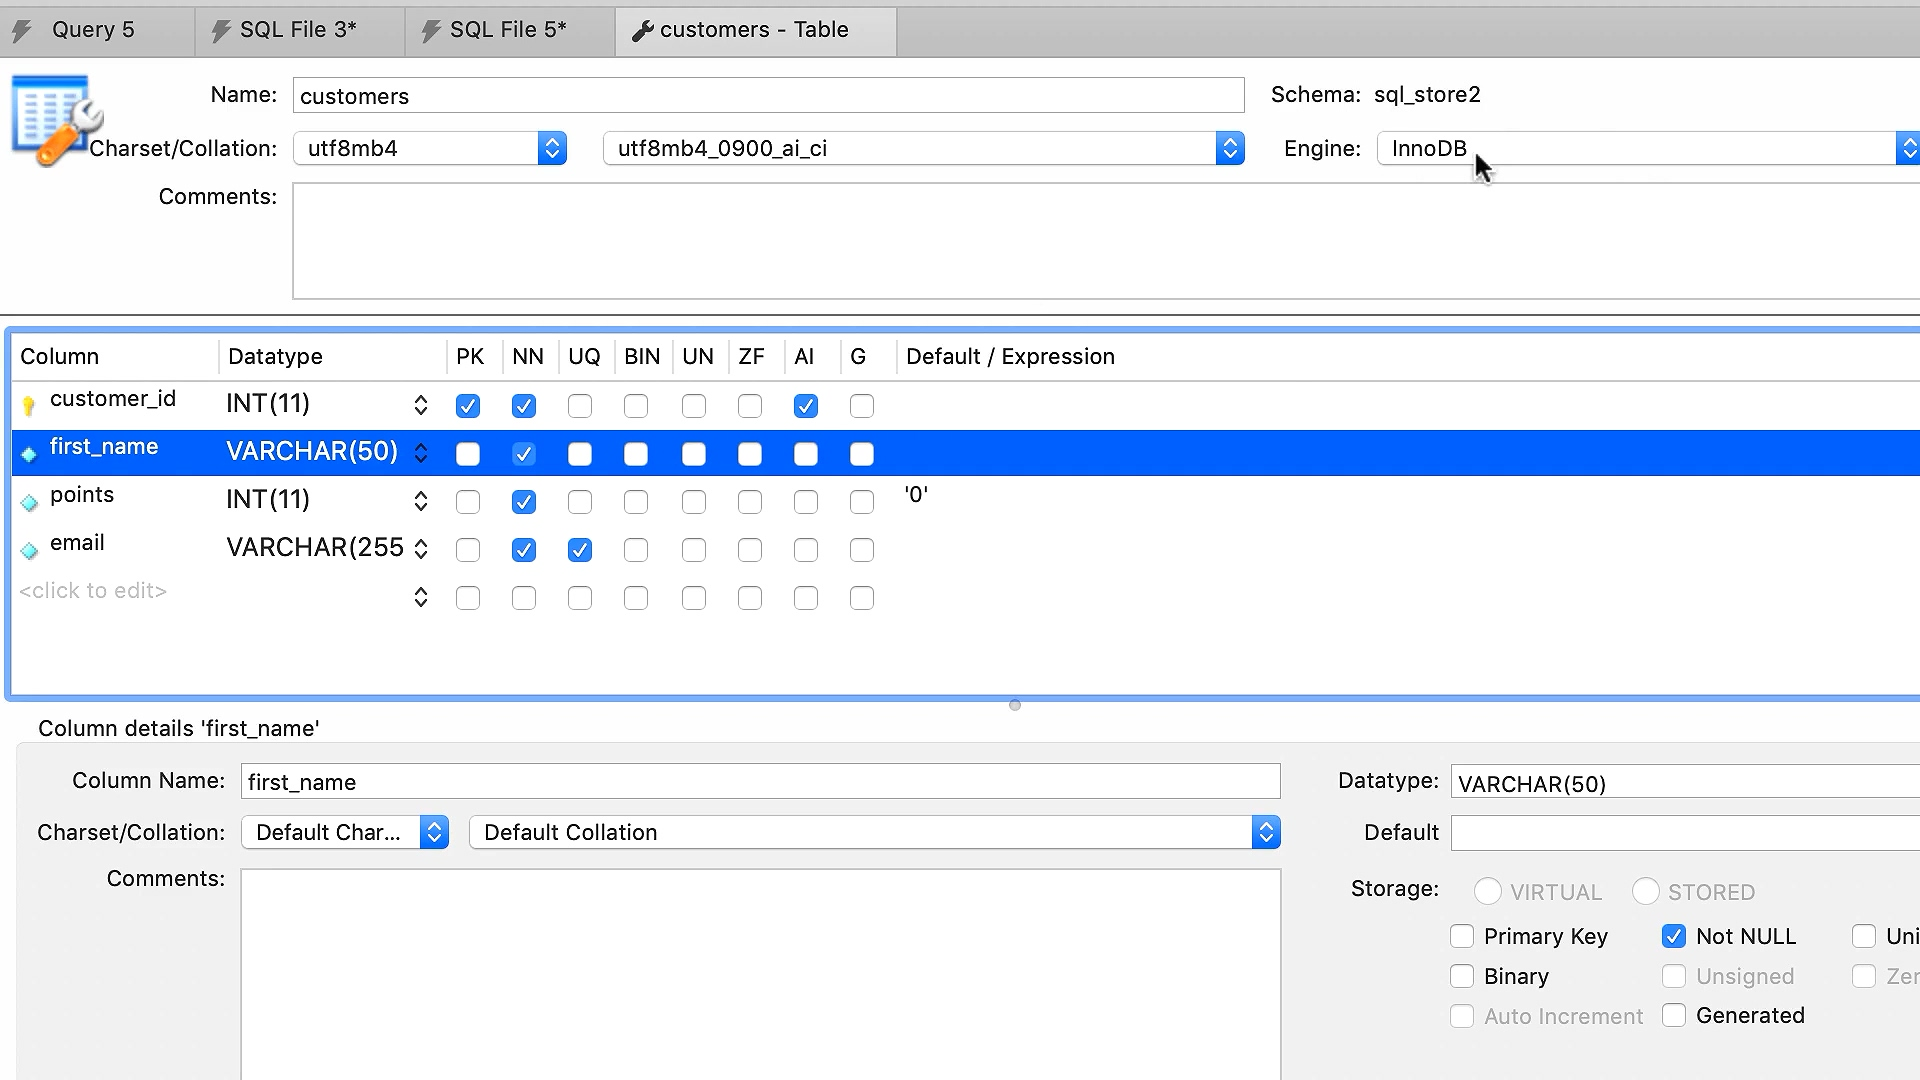 Query 5 SQL File 3* SQL File 5* customers - Table
Name: customers Schema: sql_store2
Charset/Collation: utf8mb4 utf8mb4_0900_ai_ci Engine: InnoDB
Comments:
Column Datatype PK NN UQ BIN UN ZF AI G Default / Expression
customer_id INT(11)
first_name VARCHAR(50)
points INT(11) '0'
email VARCHAR(255
<click to edit>
Column details 'first_name'
Column Name: first_name Datatype: VARCHAR(50)
Charset/Collation: Default Char... Default Collation Default
Comments:
Storage: VIRTUAL STORED
Primary Key Not NULL Uni
Binary Unsigned Zer
Auto Increment Generated